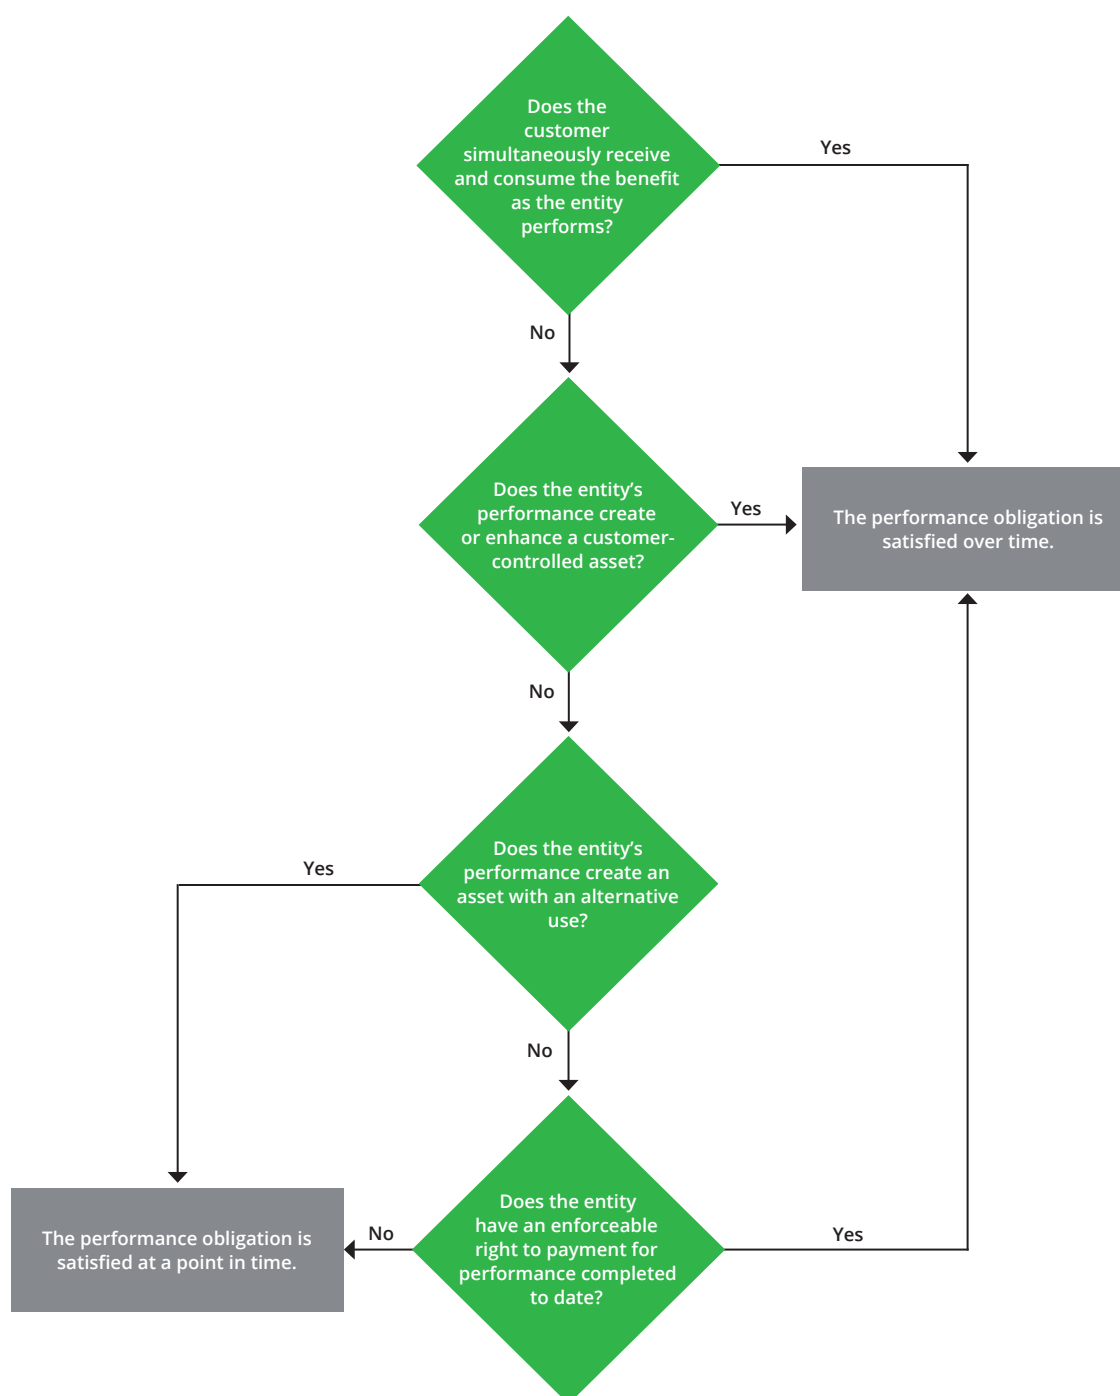 Does the
customer
simultaneously receive
and consume the benefit
as the entity
performs?
Yes
No
Does the entity’s
performance create
or enhance a customer-
controlled asset?
Yes
The performance obligation is
satisfied over time.
No
Does the entity’s
performance create an
asset with an alternative
use?
Yes
No
Does the entity
have an enforceable
right to payment for
performance completed
to date?
No
Yes
The performance obligation is
satisfied at a point in time.